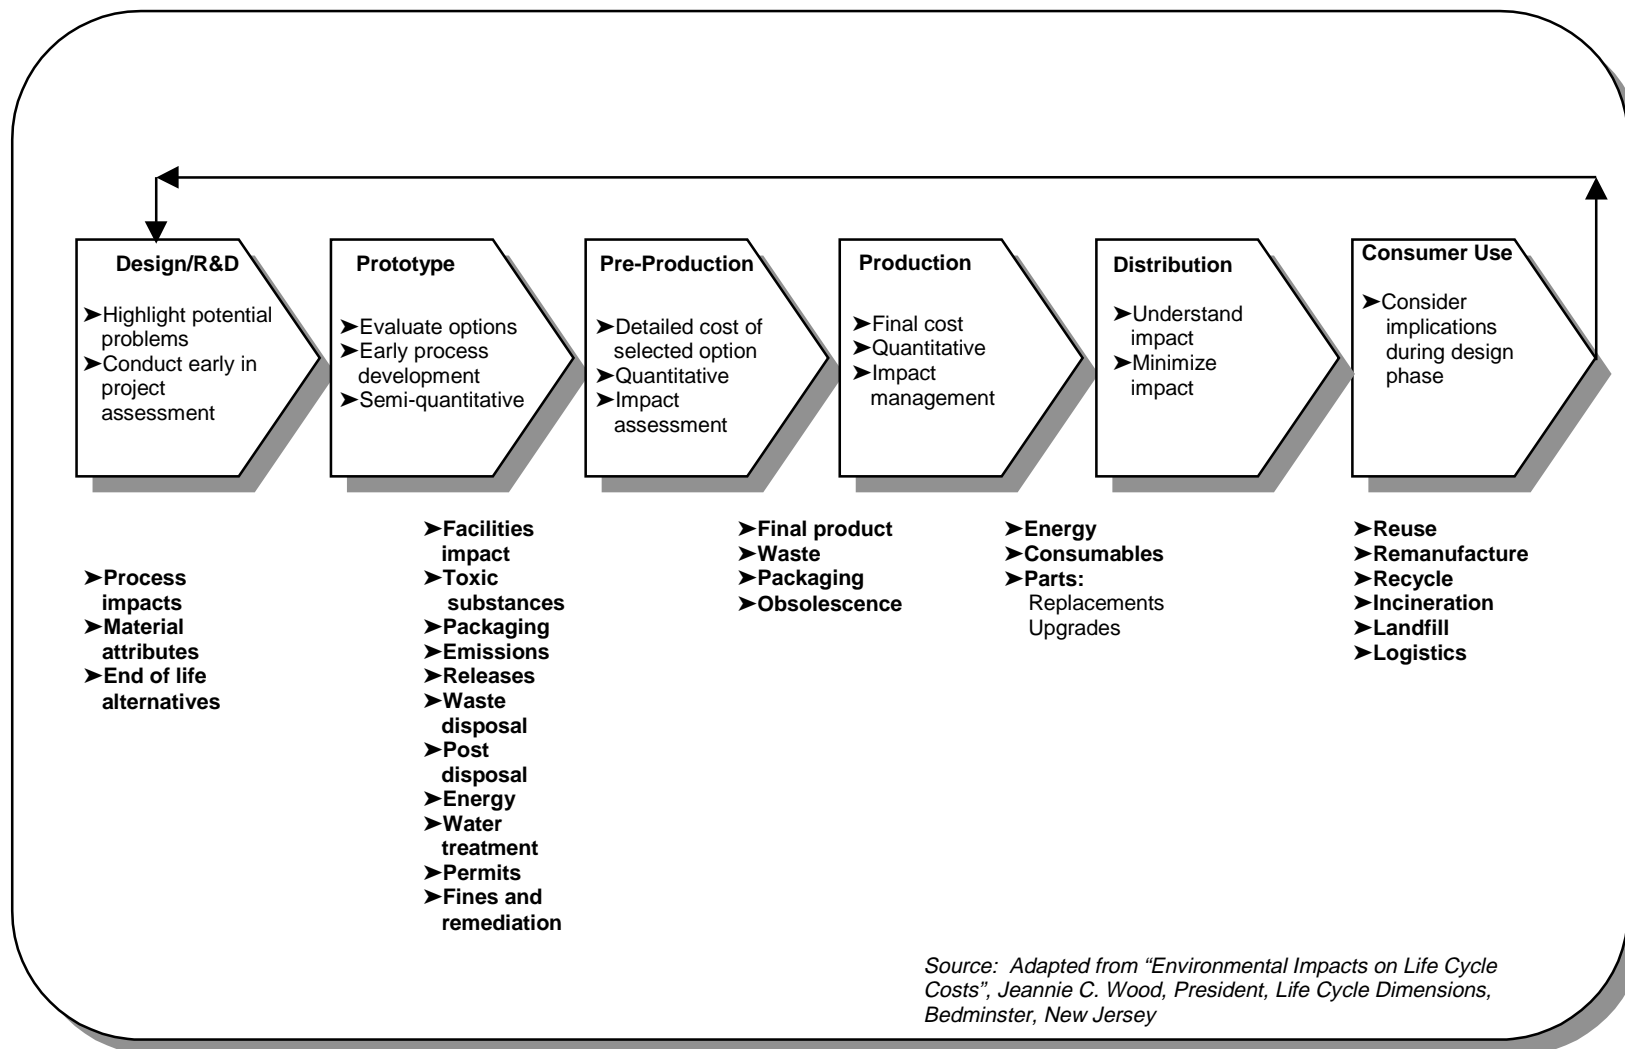 Design/R&D
➤Highlight potential
problems
➤Conduct early in
project
assessment
Prototype
➤Evaluate options
➤Early process
development
➤Semi-quantitative
Pre-Production
➤Detailed cost of
selected option
➤Quantitative
➤Impact
assessment
Production
➤Final cost
➤Quantitative
➤Impact
management
Distribution
➤Understand
impact
➤Minimize
impact
Consumer Use
➤Consider
implications
during design
phase
➤Process
impacts
➤Material
attributes
➤End of life
alternatives
➤Facilities
impact
➤Toxic
substances
➤Packaging
➤Emissions
➤Releases
➤Waste
disposal
➤Post
disposal
➤Energy
➤Water
treatment
➤Permits
➤Fines and
remediation
➤Final product
➤Waste
➤Packaging
➤Obsolescence
➤Energy
➤Consumables
➤Parts:
Replacements
Upgrades
➤Reuse
➤Remanufacture
➤Recycle
➤Incineration
➤Landfill
➤Logistics
Source:  Adapted from “Environmental Impacts on Life Cycle
Costs”, Jeannie C. Wood, President, Life Cycle Dimensions,
Bedminster, New Jersey